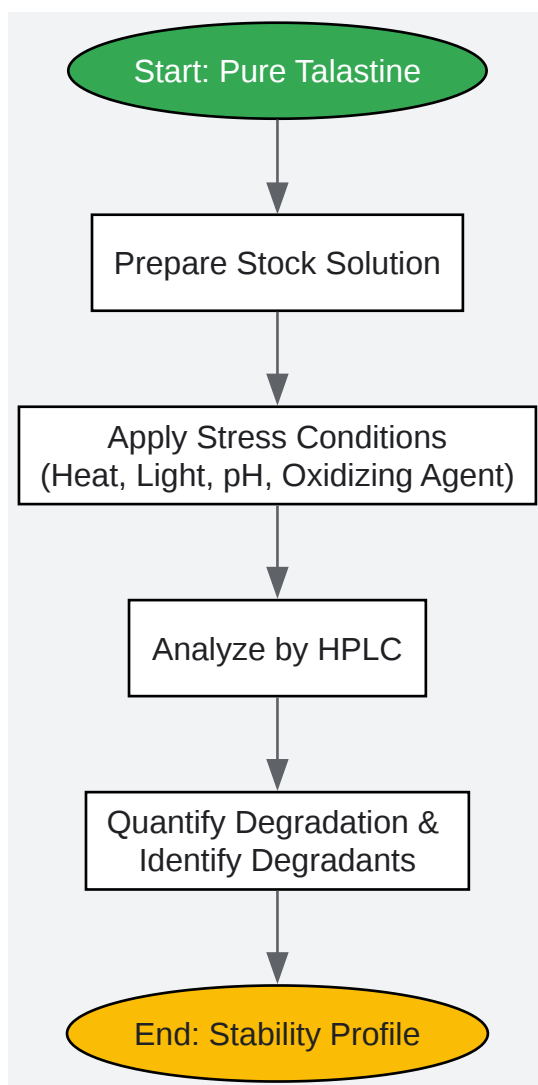 Start: Pure Talastine
Prepare Stock Solution
Apply Stress Conditions
(Heat, Light, pH, Oxidizing Agent)
Analyze by HPLC
Quantify Degradation &
Identify Degradants
End: Stability Profile